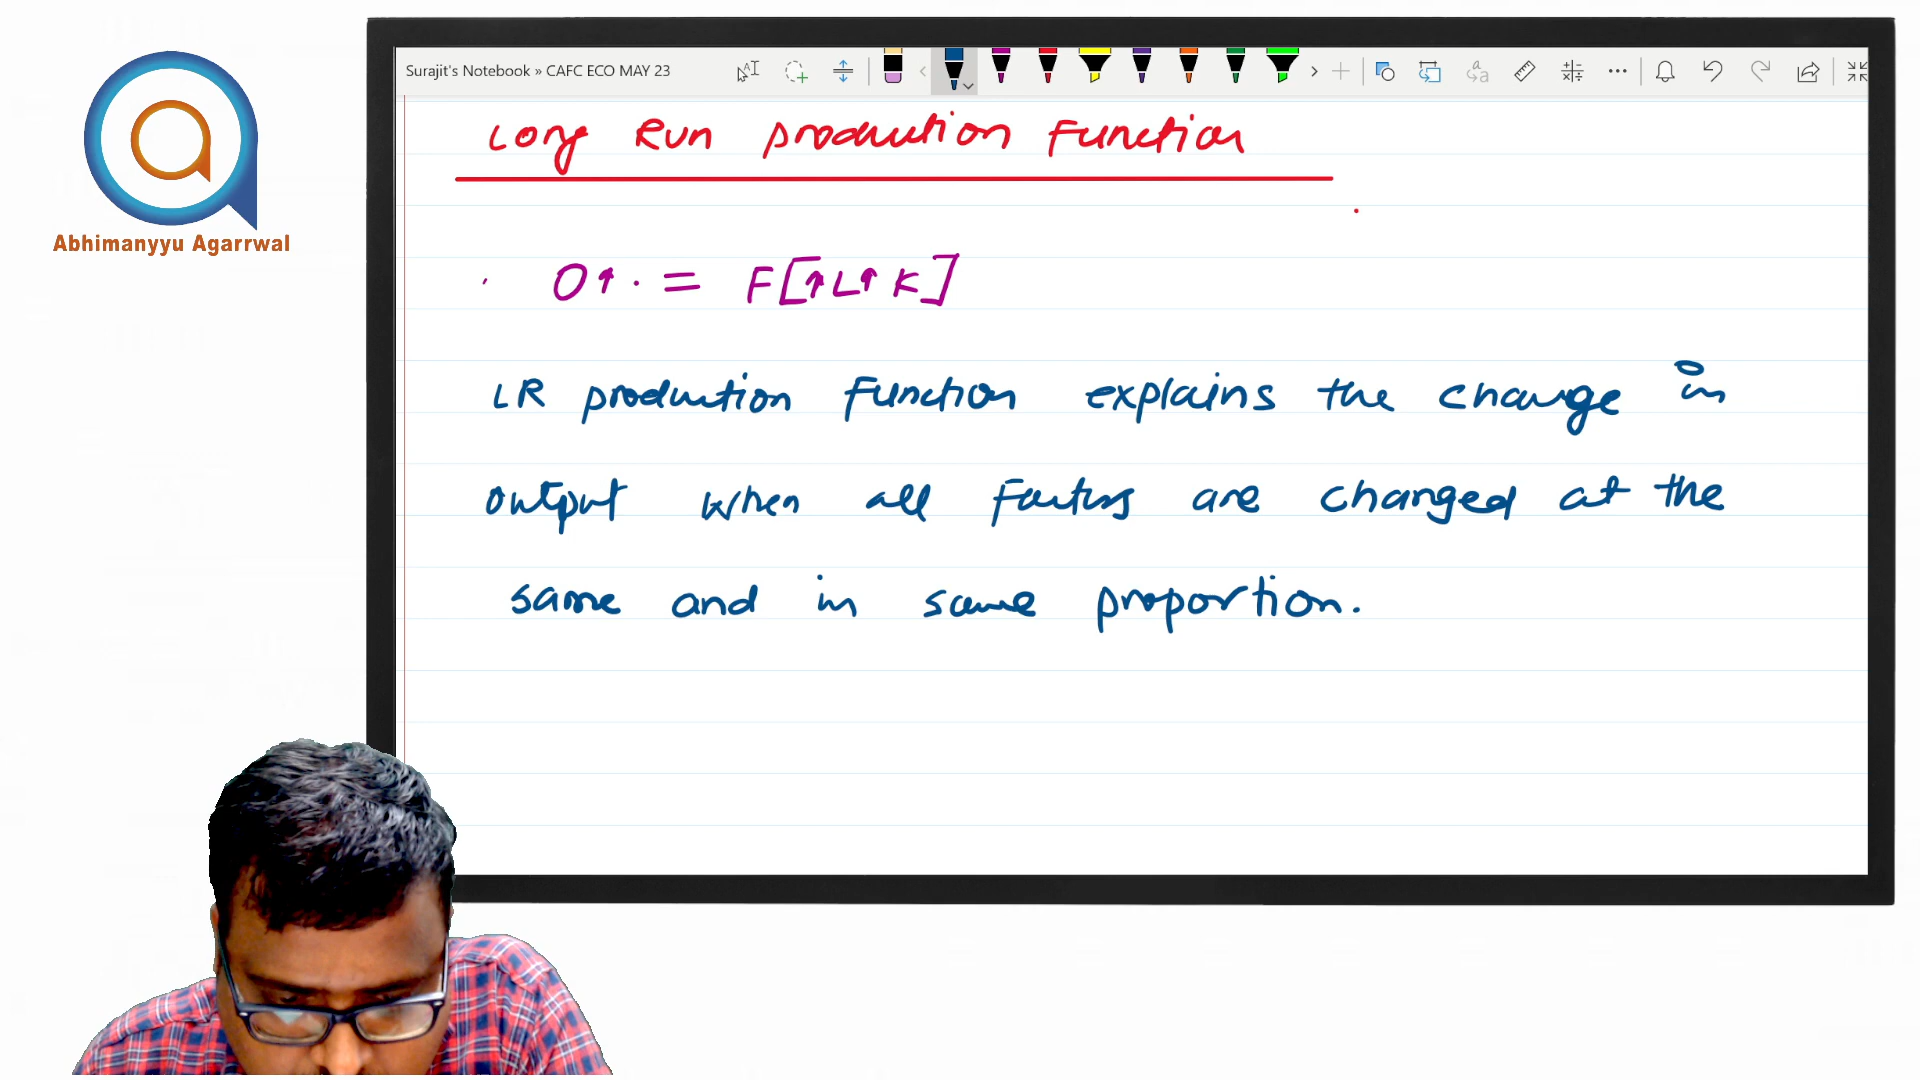 Surajit's Notebook » CAFC ECO MAY 23
Abhimanyyu Agarrwal
Long Run production Function
O↑ = F[↑L↑K]
LR production Function explains the change in
output when all Factors are changed at the
same and in same proportion.